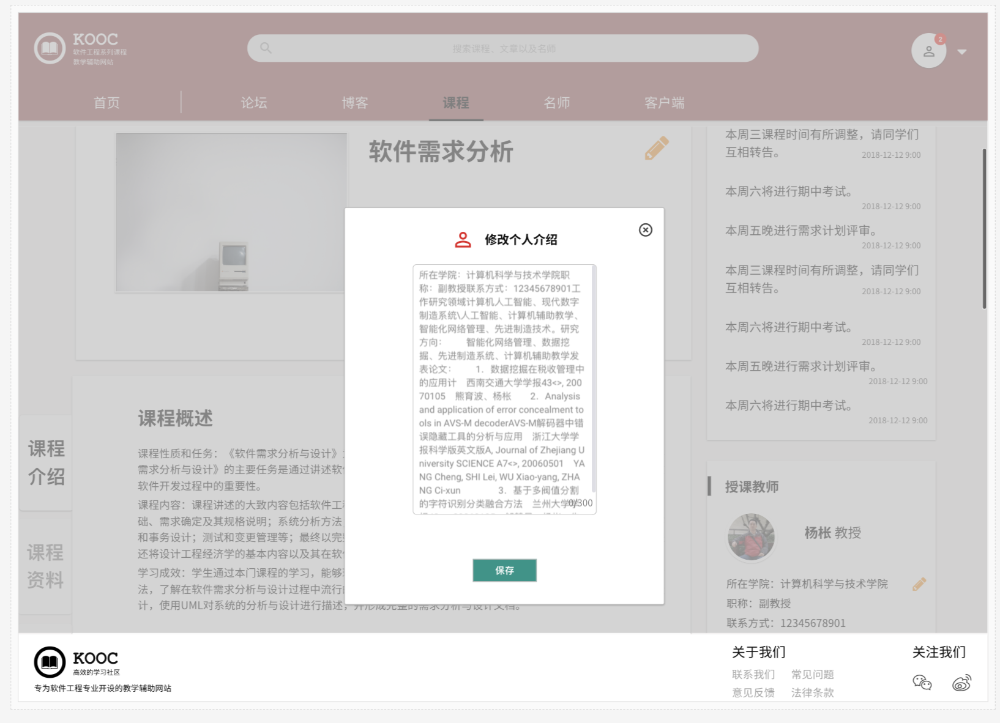 KOOC
软件工程系列课程
教学辅助网站
搜索课程、文章以及名师
2
首页
论坛
博客
课程
名师
客户端
软件需求分析
本周三课程时间有所调整，请同学们
互相转告。
2018-12-12 9:00
本周六将进行期中考试。
2018-12-12 9:00
本周五晚进行需求计划评审。
2018-12-12 9:00
本周三课程时间有所调整，请同学们
互相转告。
2018-12-12 9:00
本周六将进行期中考试。
2018-12-12 9:00
本周五晚进行需求计划评审。
2018-12-12 9:00
本周六将进行期中考试。
2018-12-12 9:00
修改个人介绍
所在学院：计算机科学与技术学院职
称：副教授联系方式：12345678901工
作研究领域计算机人工智能、现代数字
制造系统\人工智能、计算机辅助教学、
智能化网络管理、先进制造技术。研究
方向： 智能化网络管理、数据挖
掘、先进制造系统、计算机辅助教学发
表论文： 1. 数据挖掘在税收管理中
的应用计 西南交通大学学报43<>, 200
70105 熊育波、杨枨 2. Analysis
and application of error concealment to
ols in AVS-M decoderAVS-M解码器中错
误隐藏工具的分析与应用 浙江大学学
报科学版英文版A, Journal of Zhejiang U
niversity SCIENCE A7<>, 20060501 YA
NG Cheng, SHI Lei, WU Xiao-yang, ZHA
NG Ci-xun 3. 基于多阀值分割
的字符识别分类融合方法 兰州大学学
0/300
保存
课程概述
课程性质和任务：《软件需求分析与设计》
需求分析与设计》的主要任务是通过讲述软
软件开发过程中的重要性。
课程内容：课程讲述的大致内容包括软件工
础、需求确定及其规格说明；系统分析方法
和事务设计；测试和变更管理等；最终以完
还将设计工程经济学的基本内容以及其在软
学习成效：学生通过本门课程的学习，能够
法，了解在软件需求分析与设计过程中流行
计，使用UML对系统的分析与设计进行描述，并形成完整的需求分析与设计文档。
课程
介绍
课程
资料
授课教师
杨枨 教授
所在学院：计算机科学与技术学院
职称：副教授
联系方式：12345678901
KOOC
高效的学习社区
专为软件工程专业开设的教学辅助网站
关于我们
联系我们 常见问题
意见反馈 法律条款
关注我们